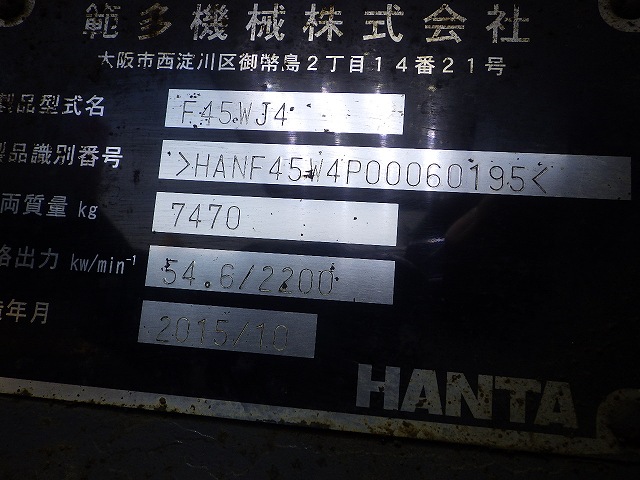 範多機械株式会社
大阪市西淀川区御幣島2丁目14番21号
製品型式名 F45WJ4
製品識別番号 >HANF45W4P00060195<
両質量 kg 7470
格出力 kw/min-1 54.6/2200
造年月 2015/10
HANTA